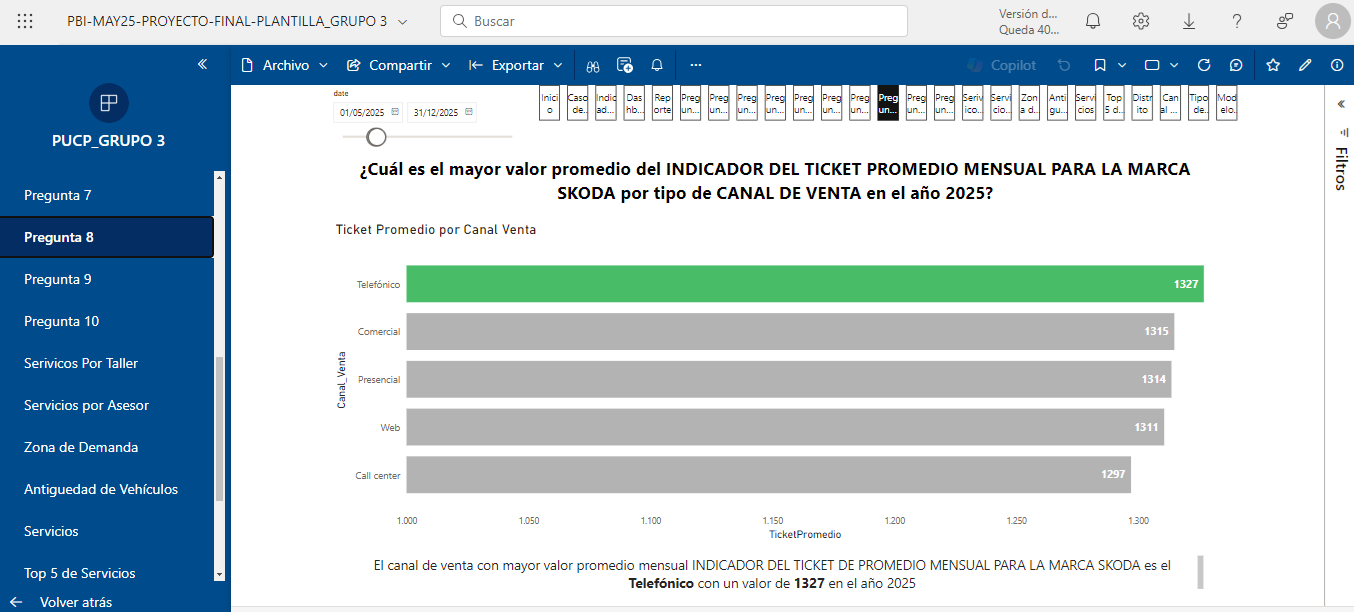 PBI-MAY25-PROYECTO-FINAL-PLANTILLA_GRUPO 3
Buscar
Versión d...
Queda 40...
Archivo
Compartir
Exportar
Copilot
PUCP_GRUPO 3
Pregunta 7
Pregunta 8
Pregunta 9
Pregunta 10
Serivicos Por Taller
Servicios por Asesor
Zona de Demanda
Antiguedad de Vehículos
Servicios
Top 5 de Servicios
Volver atrás
date
01/05/2025
31/12/2025
Inici
o
Caso
de..
Indic
ad...
Das
hb..
Rep
orte
Preg
un...
Preg
un...
Preg
un...
Preg
un...
Preg
un...
Preg
un...
Preg
un...
Preg
un...
Preg
un...
Preg
un...
Seriv
ico..
Servi
cio...
Zon
a d..
Anti
gu..
Servi
cios
Top
5 d..
Distr
ito
Can
al ...
Tipo
de..
Mod
elo.
Filtros
¿Cuál es el mayor valor promedio del INDICADOR DEL TICKET PROMEDIO MENSUAL PARA LA MARCA
SKODA por tipo de CANAL DE VENTA en el año 2025?
Ticket Promedio por Canal Venta
Canal_Venta
Telefónico
1327
Comercial
1315
Presencial
1314
Web
1311
Call center
1297
1.000
1.050
1.100
1.150
1.200
1.250
1.300
TicketPromedio
El canal de venta con mayor valor promedio mensual INDICADOR DEL TICKET DE PROMEDIO MENSUAL PARA LA MARCA SKODA es el
Telefónico con un valor de 1327 en el año 2025